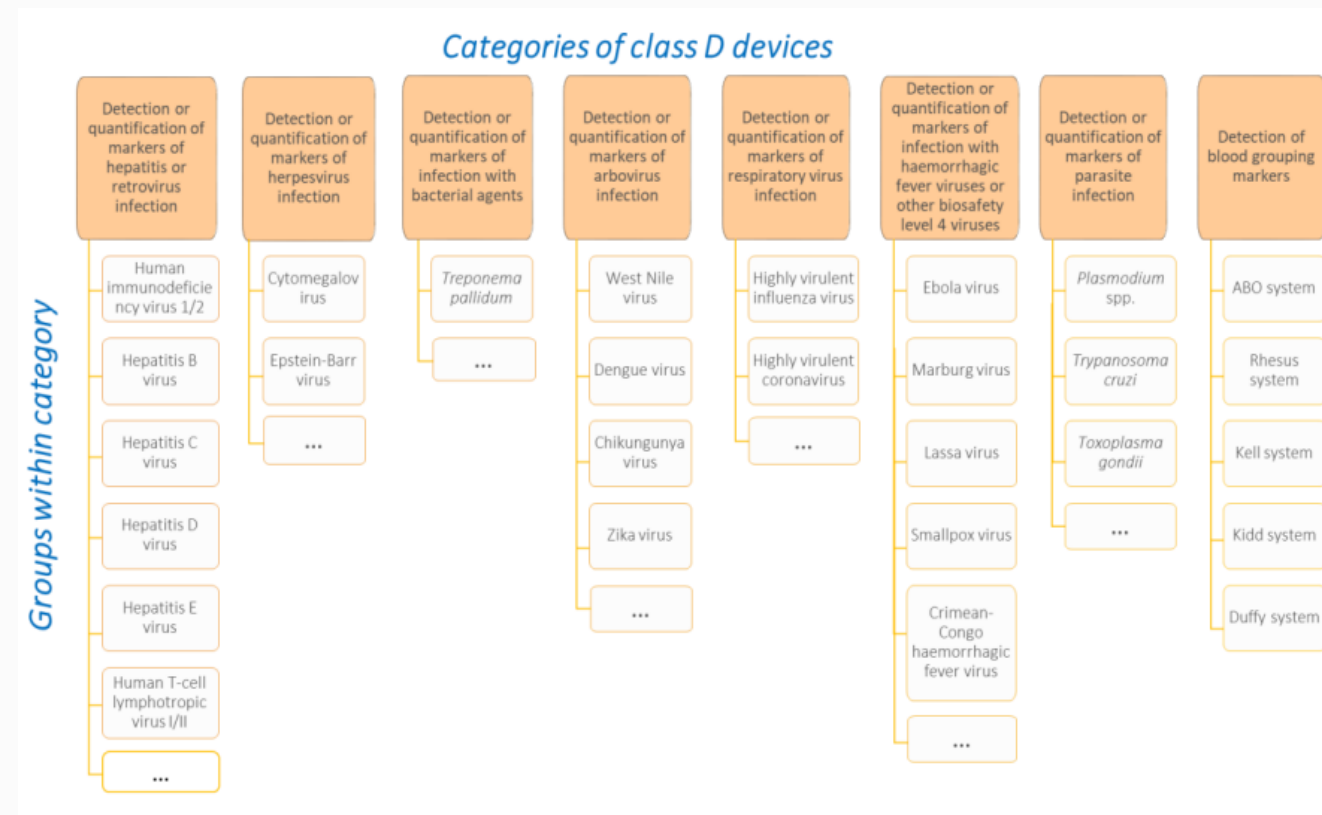 Categories of class D devices
Groups within category
Detection or
quantification of
markers of
hepatitis or
retrovirus
infection
Human
immunodeficie
ncy virus 1/2
Hepatitis B
virus
Hepatitis C
virus
Hepatitis D
virus
Hepatitis E
virus
Human T-cell
lymphotropic
virus I/II
...
Detection or
quantification of
markers of
herpesvirus
infection
Cytomegalov
irus
Epstein-Barr
virus
...
Detection or
quantification of
markers of
infection with
bacterial agents
Treponema
pallidum
...
Detection or
quantification of
markers of
arbovirus
infection
West Nile
virus
Dengue virus
Chikungunya
virus
Zika virus
...
Detection or
quantification of
markers of
respiratory virus
infection
Highly virulent
influenza virus
Highly virulent
coronavirus
...
Detection or
quantification of
markers of
infection with
haemorrhagic
fever viruses or
other biosafety
level 4 viruses
Ebola virus
Marburg virus
Lassa virus
Smallpox virus
Crimean-
Congo
haemorrhagic
fever virus
...
Detection or
quantification of
markers of
parasite
infection
Plasmodium
spp.
Trypanosoma
cruzi
Toxoplasma
gondii
...
Detection of
blood grouping
markers
ABO system
Rhesus
system
Kell system
Kidd system
Duffy system